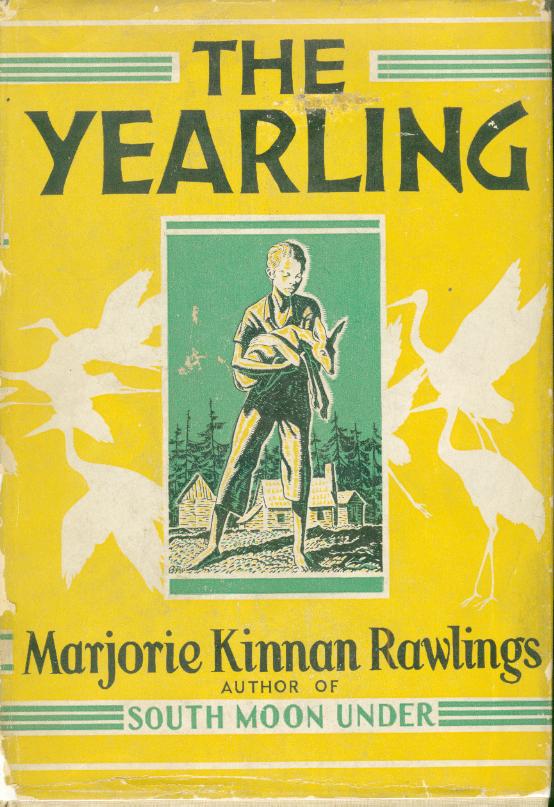 THE
YEARLING
Marjorie Kinnan Rawlings
AUTHOR OF
SOUTH MOON UNDER